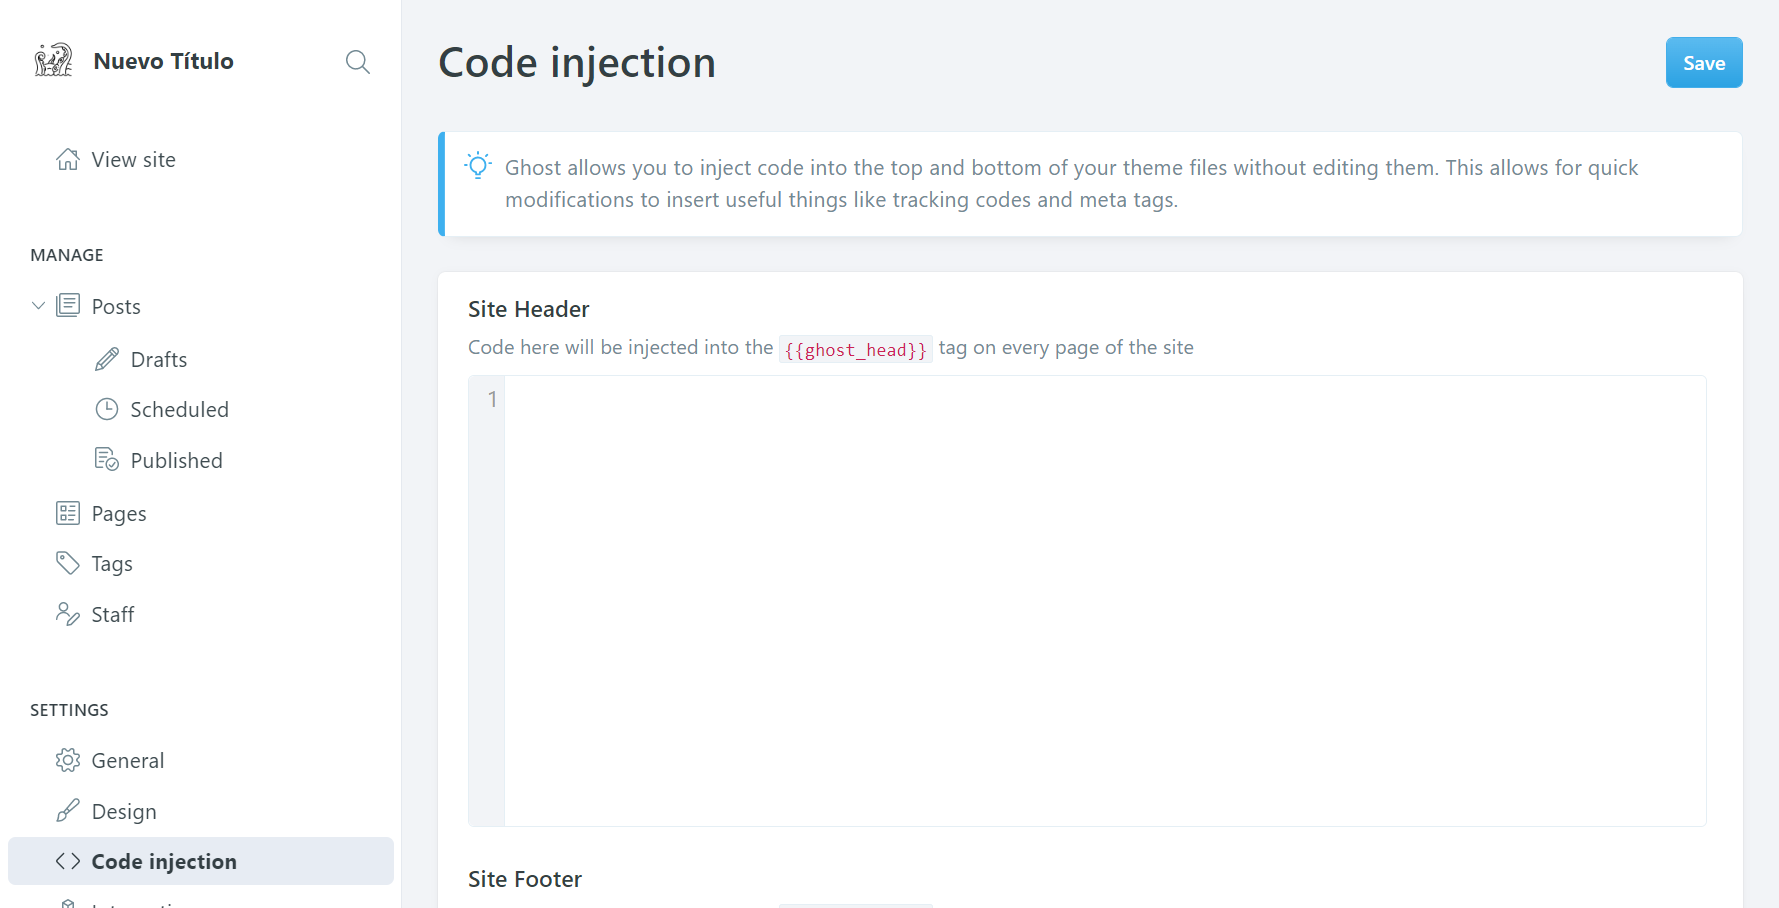 Nuevo Título
View site
MANAGE
Posts
Drafts
Scheduled
Published
Pages
Tags
Staff
SETTINGS
General
Design
Code injection
Code injection
Save
Ghost allows you to inject code into the top and bottom of your theme files without editing them. This allows for quick
modifications to insert useful things like tracking codes and meta tags.
Site Header
Code here will be injected into the {{ghost_head}} tag on every page of the site
1
Site Footer